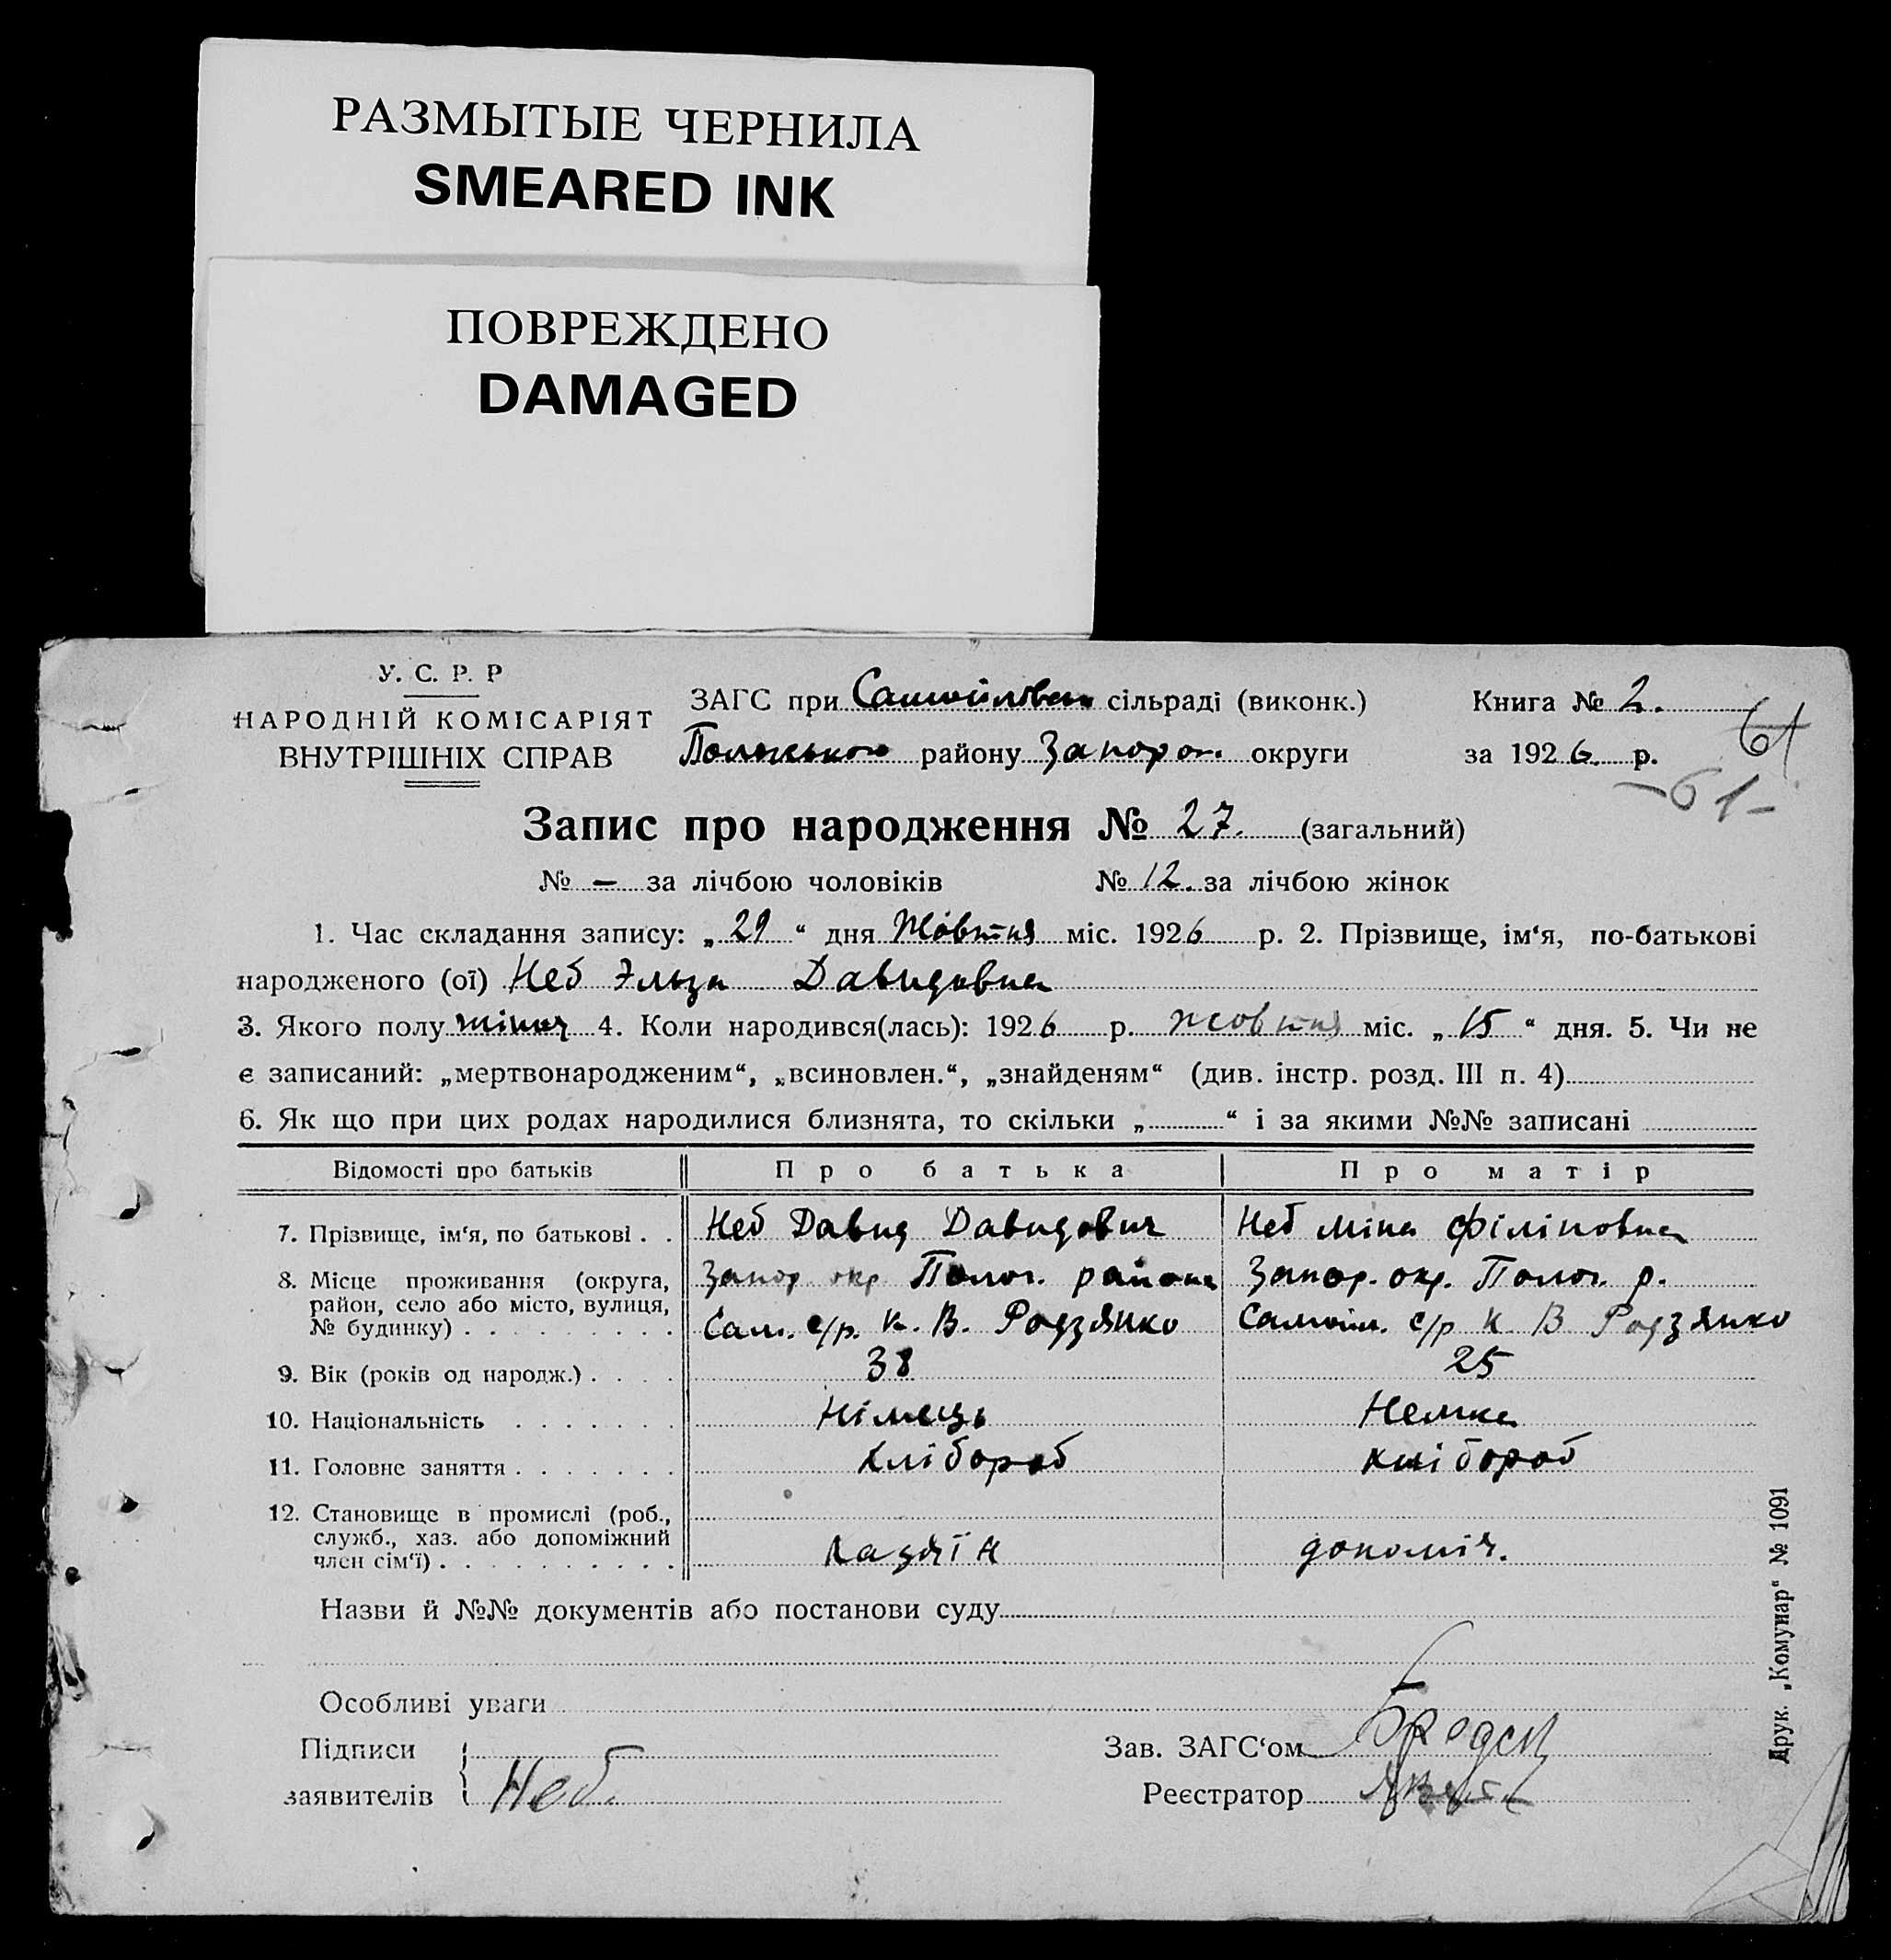 РАЗМЫТЫЕ ЧЕРНИЛА
SMEARED INK
ПОВРЕЖДЕНО
DAMAGED
У. С. Р. Р
НАРОДНІЙ КОМІСАРІЯТ
ВНУТРІШНІХ СПРАВ
ЗАГС при сільраді (виконк.)
району Запорож. округи
Книга № 2.
за 1926. р.
61
-61-
Запис про народження № 27. (загальний)
№ – за лічбою чоловіків № 12. за лічбою жінок
1. Час складання запису: „29“ дня Жовтня міс. 1926 р. 2. Прізвище, ім‘я, по-батькові
народженого (ої) Неб Эльза Давидовна
3. Якого полу жіноч 4. Коли народився(лась): 1926 р. жовтня міс. „15“ дня. 5. Чи не
є записаний: „мертвонародженим“, „всиновлен.“, „знайденям“ (див. інстр. розд. III п. 4)
6. Як що при цих родах народилися близнята, то скільки „ “ і за якими №№ записані
Відомості про батьків Про батька Про матір
7. Прізвище, ім‘я, по батькові . . Неб Давид Давидович Неб Міна Філіповна
8. Місце проживання (округа, Запор окр Полог. района Запор. окр. Полог. р.
район, село або місто, вулиця,
№ будинку) . . . . . . . . . Сам. с/р. к. В. Родзянко Самойл. с/р к В Родзянко
9. Вік (років од народж.) . . . . 38 25
10. Національність . . . . . . . Німець Немка
11. Головне заняття . . . . . . . хлібороб хлібороб
12. Становище в промислі (роб.,
служб., хаз. або допоміжний
член сім‘ї) . . . . . . . . . . Хазяїн допоміч.
Назви й №№ документів або постанови суду
Особливі уваги
Підписи
заявителів Неб.
Зав. ЗАГС‘ом
Реєстратор
Друк. „Комунар“ № 1091